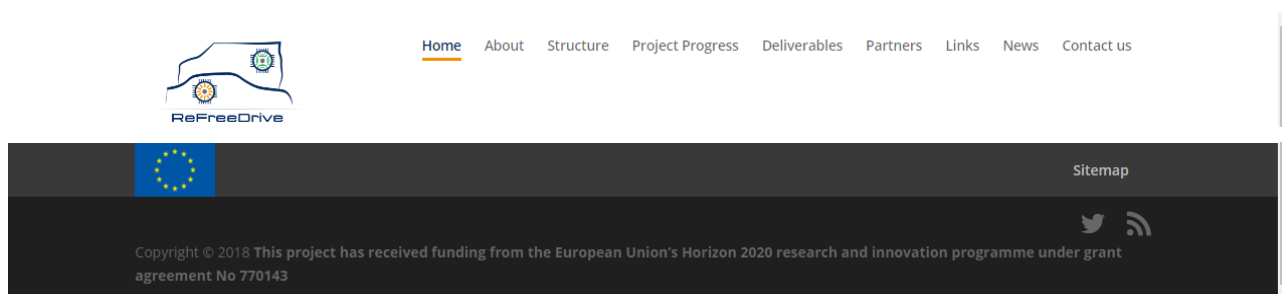 Home About Structure Project Progress Deliverables Partners Links News Contact us
ReFreeDrive
Sitemap
Copyright © 2018 This project has received funding from the European Union's Horizon 2020 research and innovation programme under grant
agreement No 770143